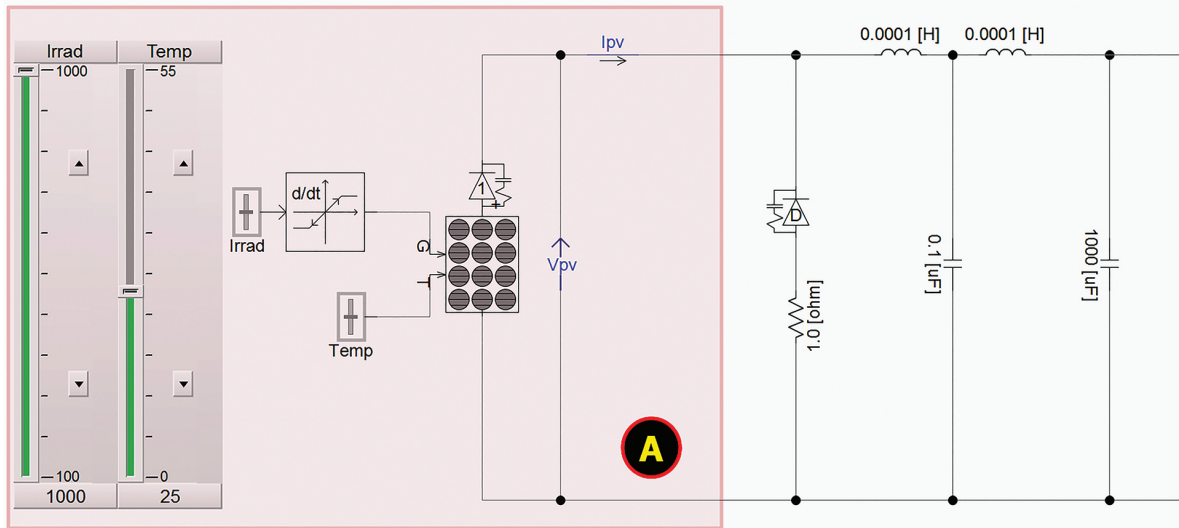 Irrad Temp
1000 55
100 0
1000 25
Irrad
d/dt
Temp
G
T
1
+
Ipv
Vpv
A
D
1.0 [ohm]
0.0001 [H] 0.0001 [H]
0.1 [uF]
1000 [uF]